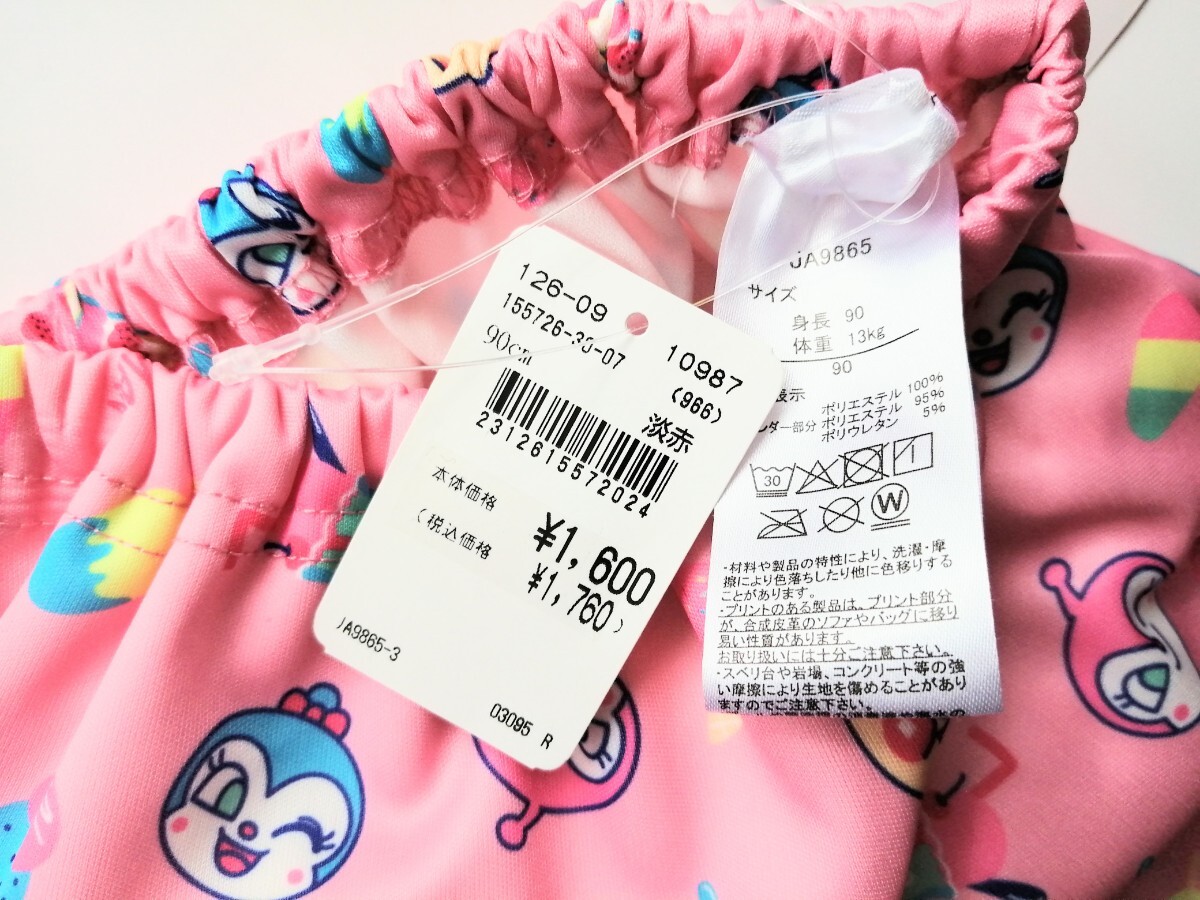 126-09
155726-30-07
90cm
10987
(966)
淡赤
2312615572024
本体価格
¥1,600
(税込価格
¥1,760)
JA9865-3
03095 R
JA9865
サイズ
身長 90
体重 13kg
90
表示
ポリエステル 100%
ンダー部分 ポリエステル 95%
ポリウレタン 5%
30
W
・材料や製品の特性により、洗濯・摩
擦により色落ちしたり他に色移りする
ことがあります。
・プリントのある製品は、プリント部分
が、合成皮革のソファやバッグに移り
易い性質があります。
お取り扱いには十分ご注意下さい。
・スベリ台や岩場、コンクリート等の強
い摩擦により生地を傷めることがあり
ますのでご注意下さい。